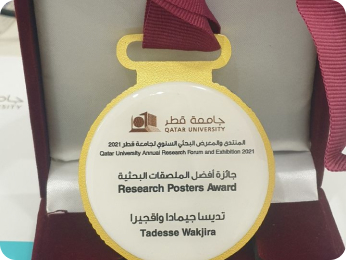 جامعة قطر
QATAR UNIVERSITY
المنتدى والمعرض البحثي السنوي لجامعة قطر 2021
Qatar University Annual Research Forum and Exhibition 2021
جائزة أفضل الملصقات البحثية
Research Posters Award
تديسا جيمادا واقجيرا
Tadesse Wakjira